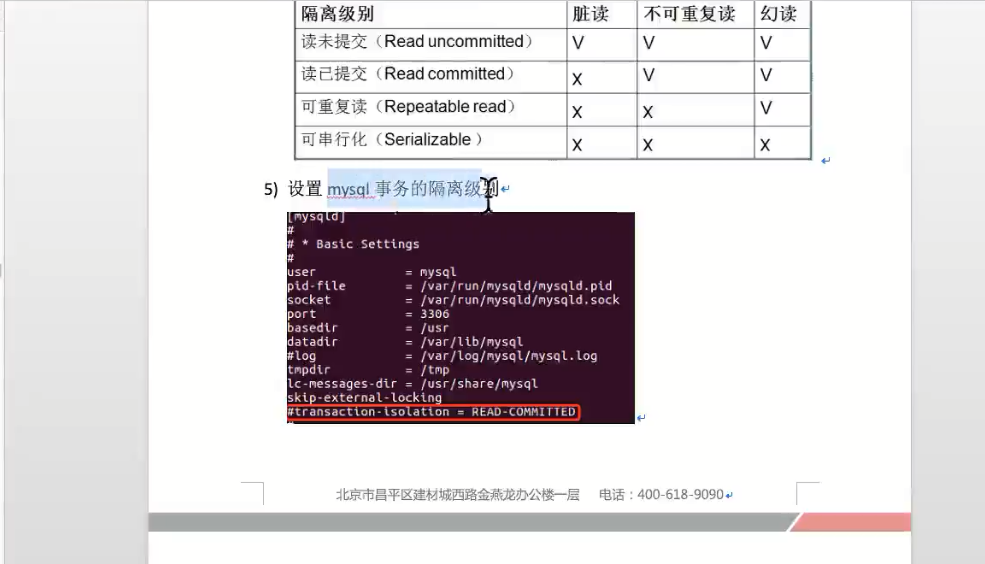 隔离级别 脏读 不可重复读 幻读
读未提交（Read uncommitted） V V V
读已提交（Read committed） x V V
可重复读（Repeatable read） x x V
可串行化（Serializable ） x x x
5) 设置 mysql 事务的隔离级别
[mysqld]
#
# * Basic Settings
#
user = mysql
pid-file = /var/run/mysqld/mysqld.pid
socket = /var/run/mysqld/mysqld.sock
port = 3306
basedir = /usr
datadir = /var/lib/mysql
#log = /var/log/mysql/mysql.log
tmpdir = /tmp
lc-messages-dir = /usr/share/mysql
skip-external-locking
#transaction-isolation = READ-COMMITTED
北京市昌平区建材城西路金燕龙办公楼一层 电话：400-618-9090